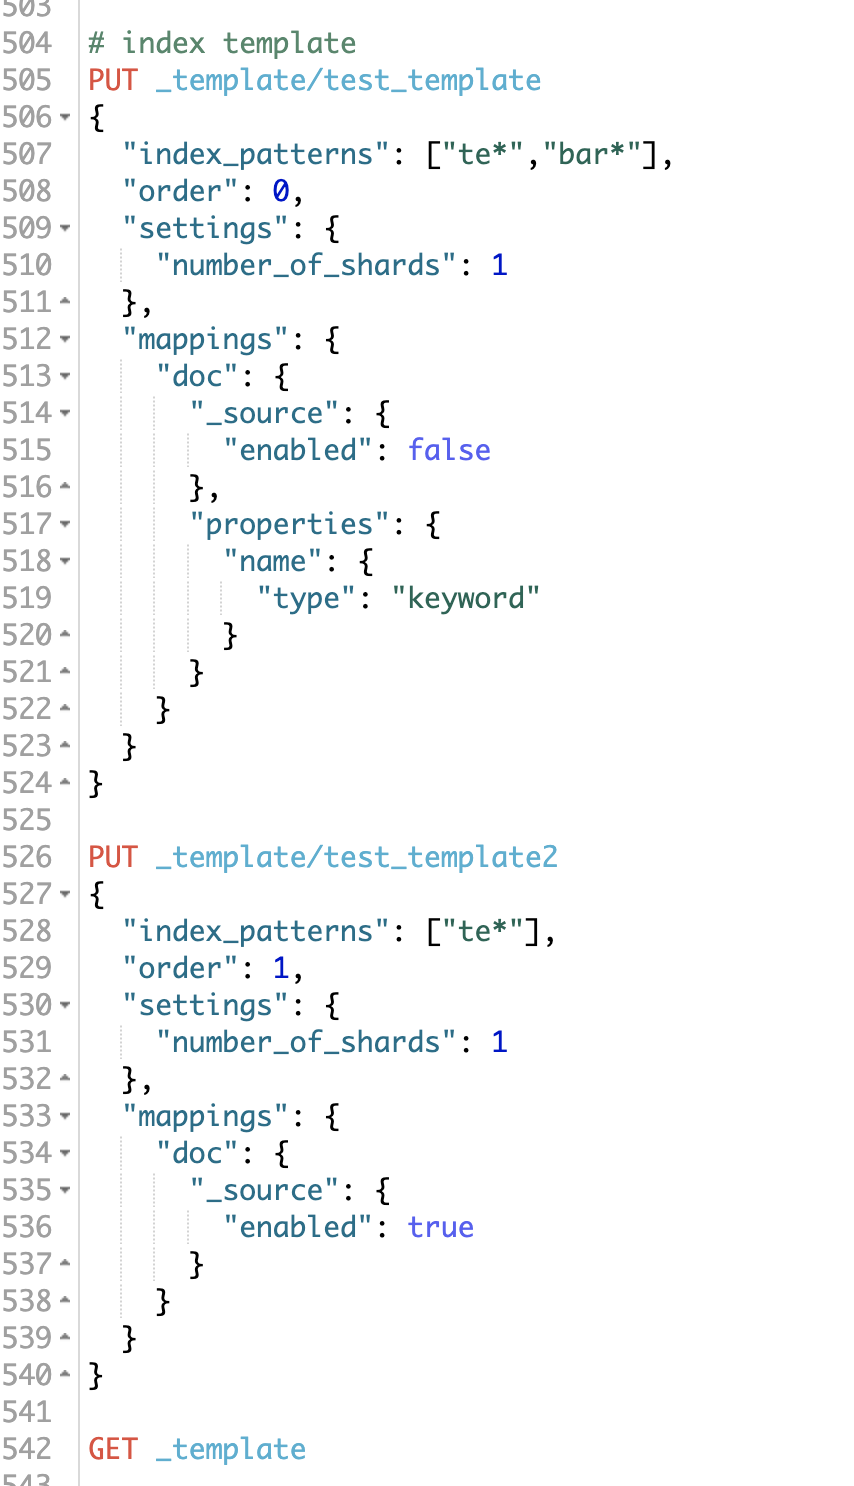 503
504 # index template
505 PUT _template/test_template
506 {
507 "index_patterns": ["te*","bar*"],
508 "order": 0,
509 "settings": {
510 "number_of_shards": 1
511 },
512 "mappings": {
513 "doc": {
514 "_source": {
515 "enabled": false
516 },
517 "properties": {
518 "name": {
519 "type": "keyword"
520 }
521 }
522 }
523 }
524 }
525
526 PUT _template/test_template2
527 {
528 "index_patterns": ["te*"],
529 "order": 1,
530 "settings": {
531 "number_of_shards": 1
532 },
533 "mappings": {
534 "doc": {
535 "_source": {
536 "enabled": true
537 }
538 }
539 }
540 }
541
542 GET _template
543